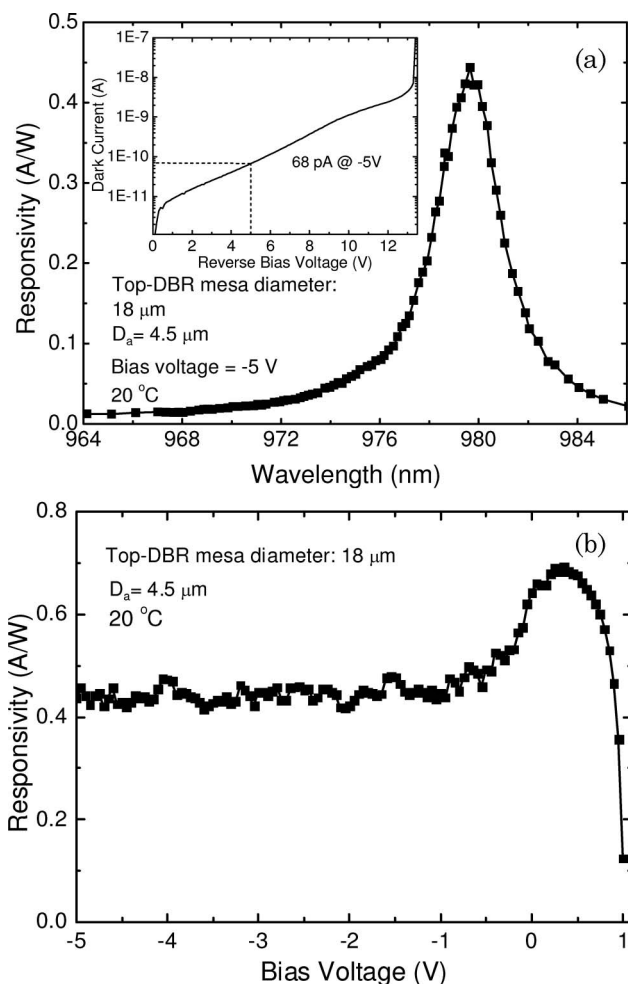 (a)
0.5
0.4
0.3
0.2
0.1
0.0
Responsivity (A/W)
1E-7
1E-8
1E-9
1E-10
1E-11
Dark Current (A)
68 pA @ -5V
0 2 4 6 8 10 12
Reverse Bias Voltage (V)
Top-DBR mesa diameter:
18 μm
Dₐ= 4.5 μm
Bias voltage = -5 V
20 °C
964 968 972 976 980 984
Wavelength (nm)
(b)
0.8
0.6
0.4
0.2
0.0
Responsivity (A/W)
Top-DBR mesa diameter: 18 μm
Dₐ= 4.5 μm
20 °C
-5 -4 -3 -2 -1 0 1
Bias Voltage (V)